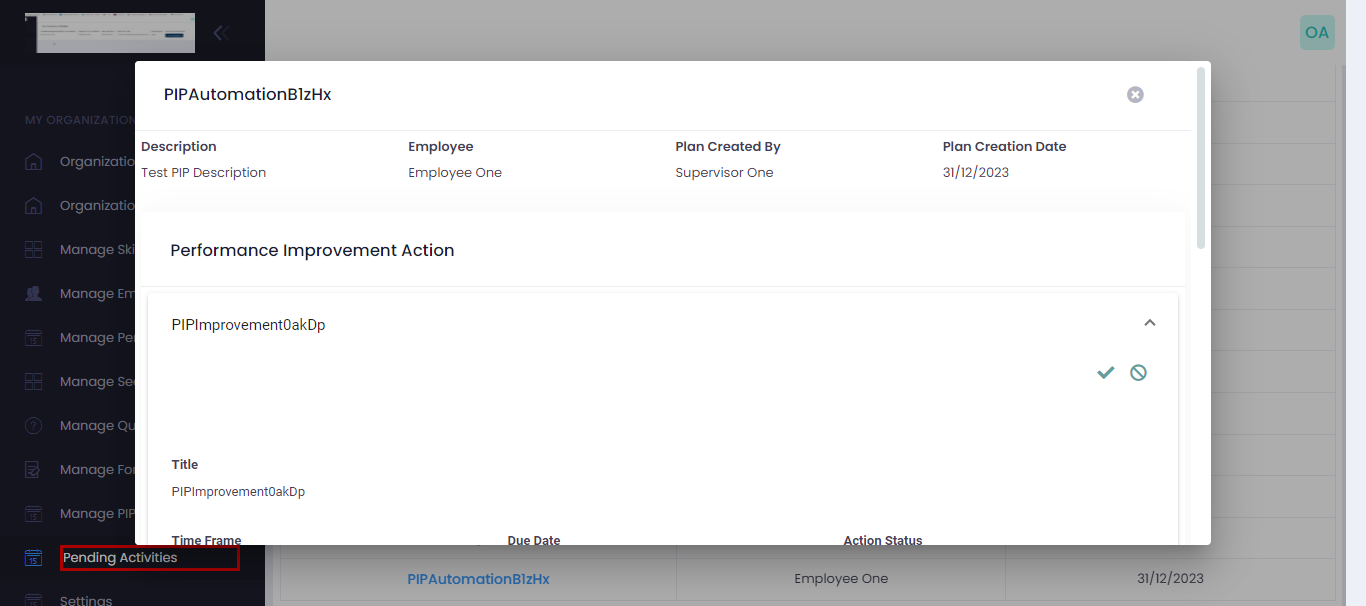 OA
MY ORGANIZATION
Organizatio
Organizatio
Manage Ski
Manage Em
Manage Per
Manage Sec
Manage Qu
Manage For
Manage PIP
Pending Activities
Settings
PIPAutomationB1zHx
Description Employee Plan Created By Plan Creation Date
Test PIP Description Employee One Supervisor One 31/12/2023
Performance Improvement Action
PIPImprovement0akDp
Title
PIPImprovement0akDp
Time Frame Due Date Action Status
PIPAutomationB1zHx Employee One 31/12/2023